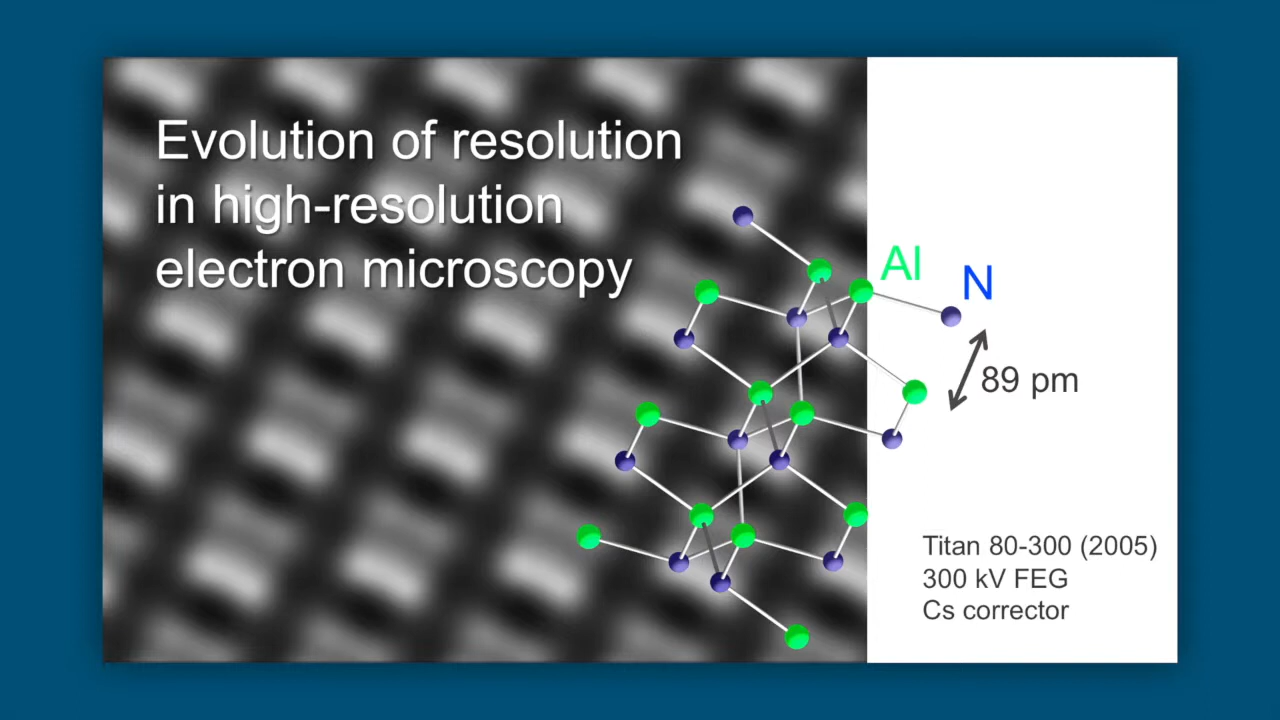 Evolution of resolution
in high-resolution
electron microscopy
Al
N
89 pm
Titan 80-300 (2005)
300 kV FEG
Cs corrector